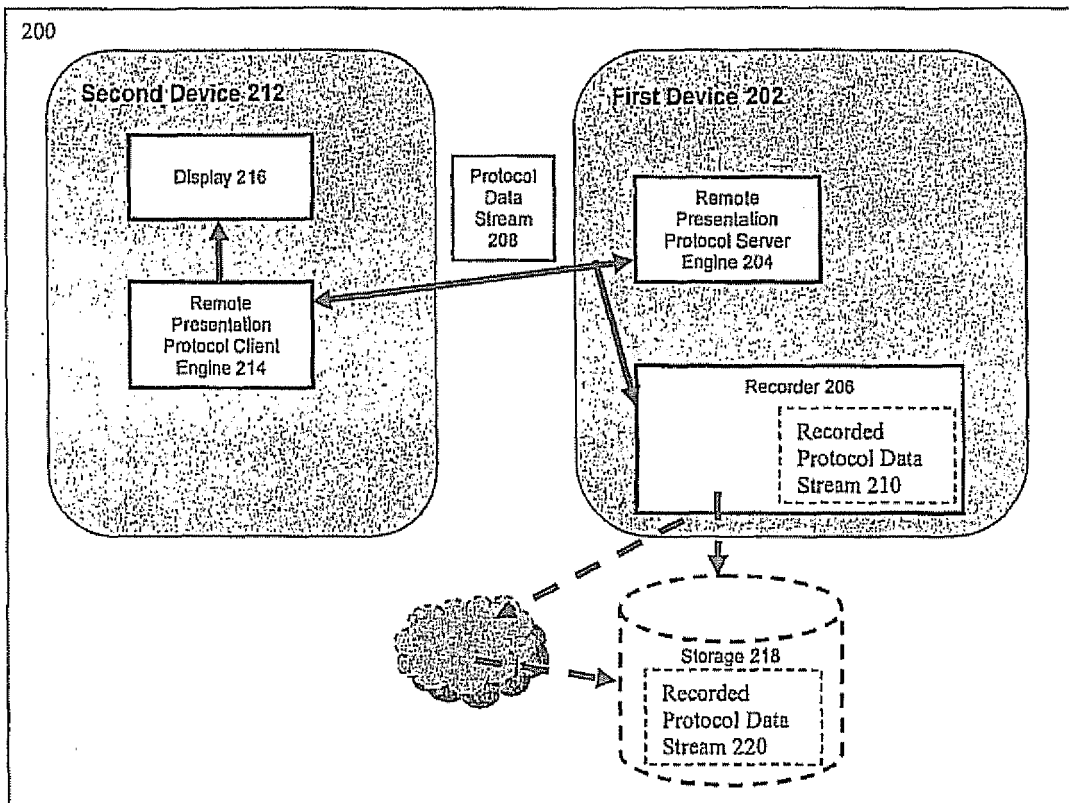 200
Second Device 212
Display 216
Remote
Presentation
Protocol Client
Engine 214
Protocol
Data
Stream
208
First Device 202
Remote
Presentation
Protocol Server
Engine 204
Recorder 206
Recorded
Protocol Data
Stream 210
Storage 218
Recorded
Protocol Data
Stream 220